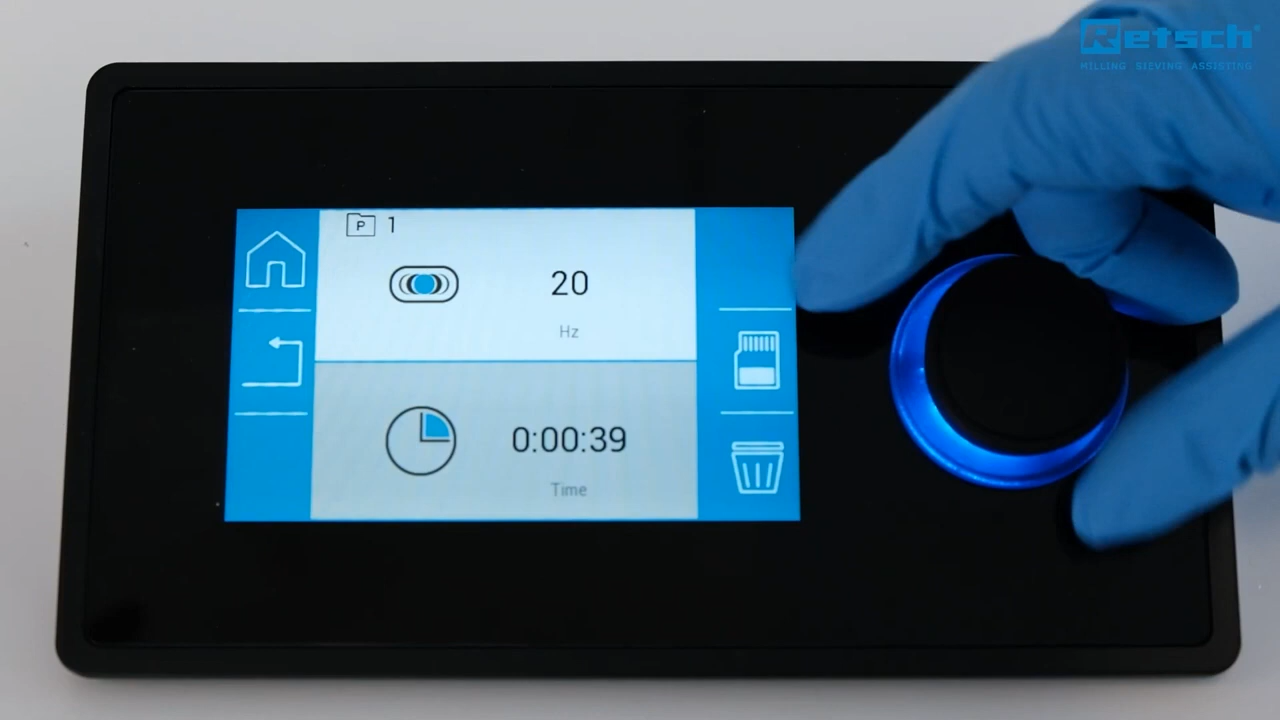 Retsch®
MILLING SIEVING ASSISTING
P 1
20
Hz
0:00:39
Time